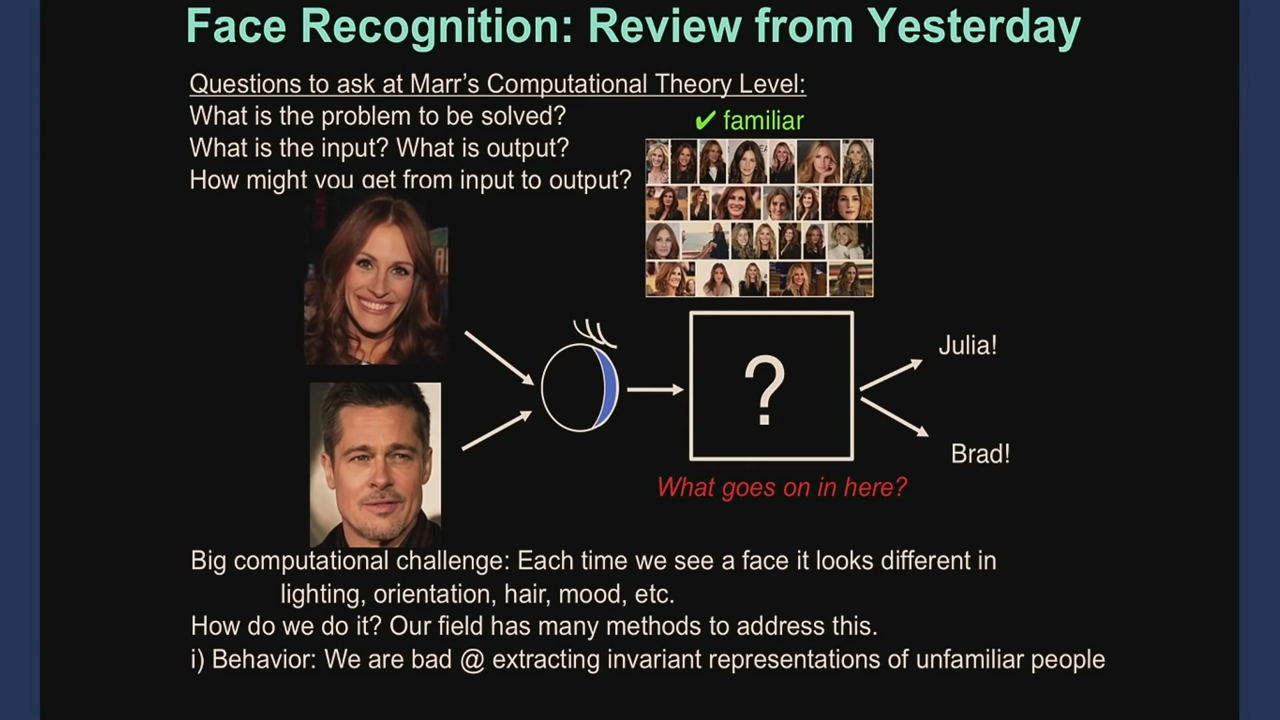 Face Recognition: Review from Yesterday
Questions to ask at Marr's Computational Theory Level:
What is the problem to be solved?
✔ familiar
What is the input? What is output?
How might you get from input to output?
?
Julia!
Brad!
What goes on in here?
Big computational challenge: Each time we see a face it looks different in
lighting, orientation, hair, mood, etc.
How do we do it? Our field has many methods to address this.
i) Behavior: We are bad @ extracting invariant representations of unfamiliar people